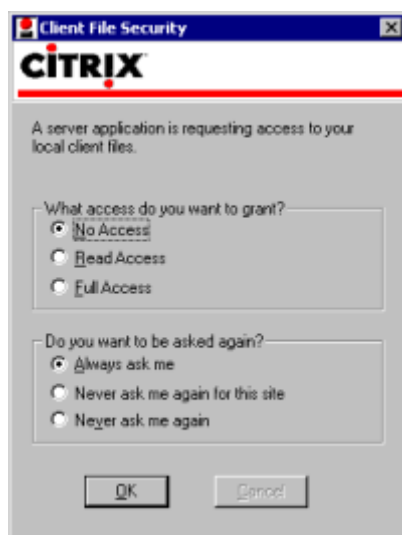 Client File Security
CITRIX
A server application is requesting access to your
local client files.
What access do you want to grant?
No Access
Read Access
Full Access
Do you want to be asked again?
Always ask me
Never ask me again for this site
Never ask me again
OK
Cancel